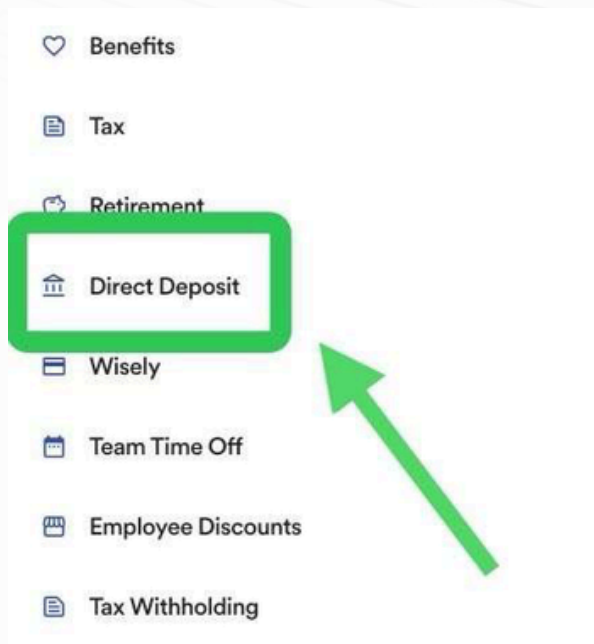 Benefits
Tax
Retirement
Direct Deposit
Wisely
Team Time Off
Employee Discounts
Tax Withholding